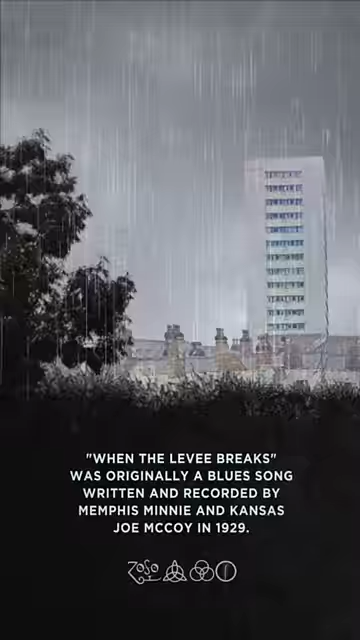 "WHEN THE LEVEE BREAKS"
WAS ORIGINALLY A BLUES SONG
WRITTEN AND RECORDED BY
MEMPHIS MINNIE AND KANSAS
JOE MCCOY IN 1929.
ZoSo